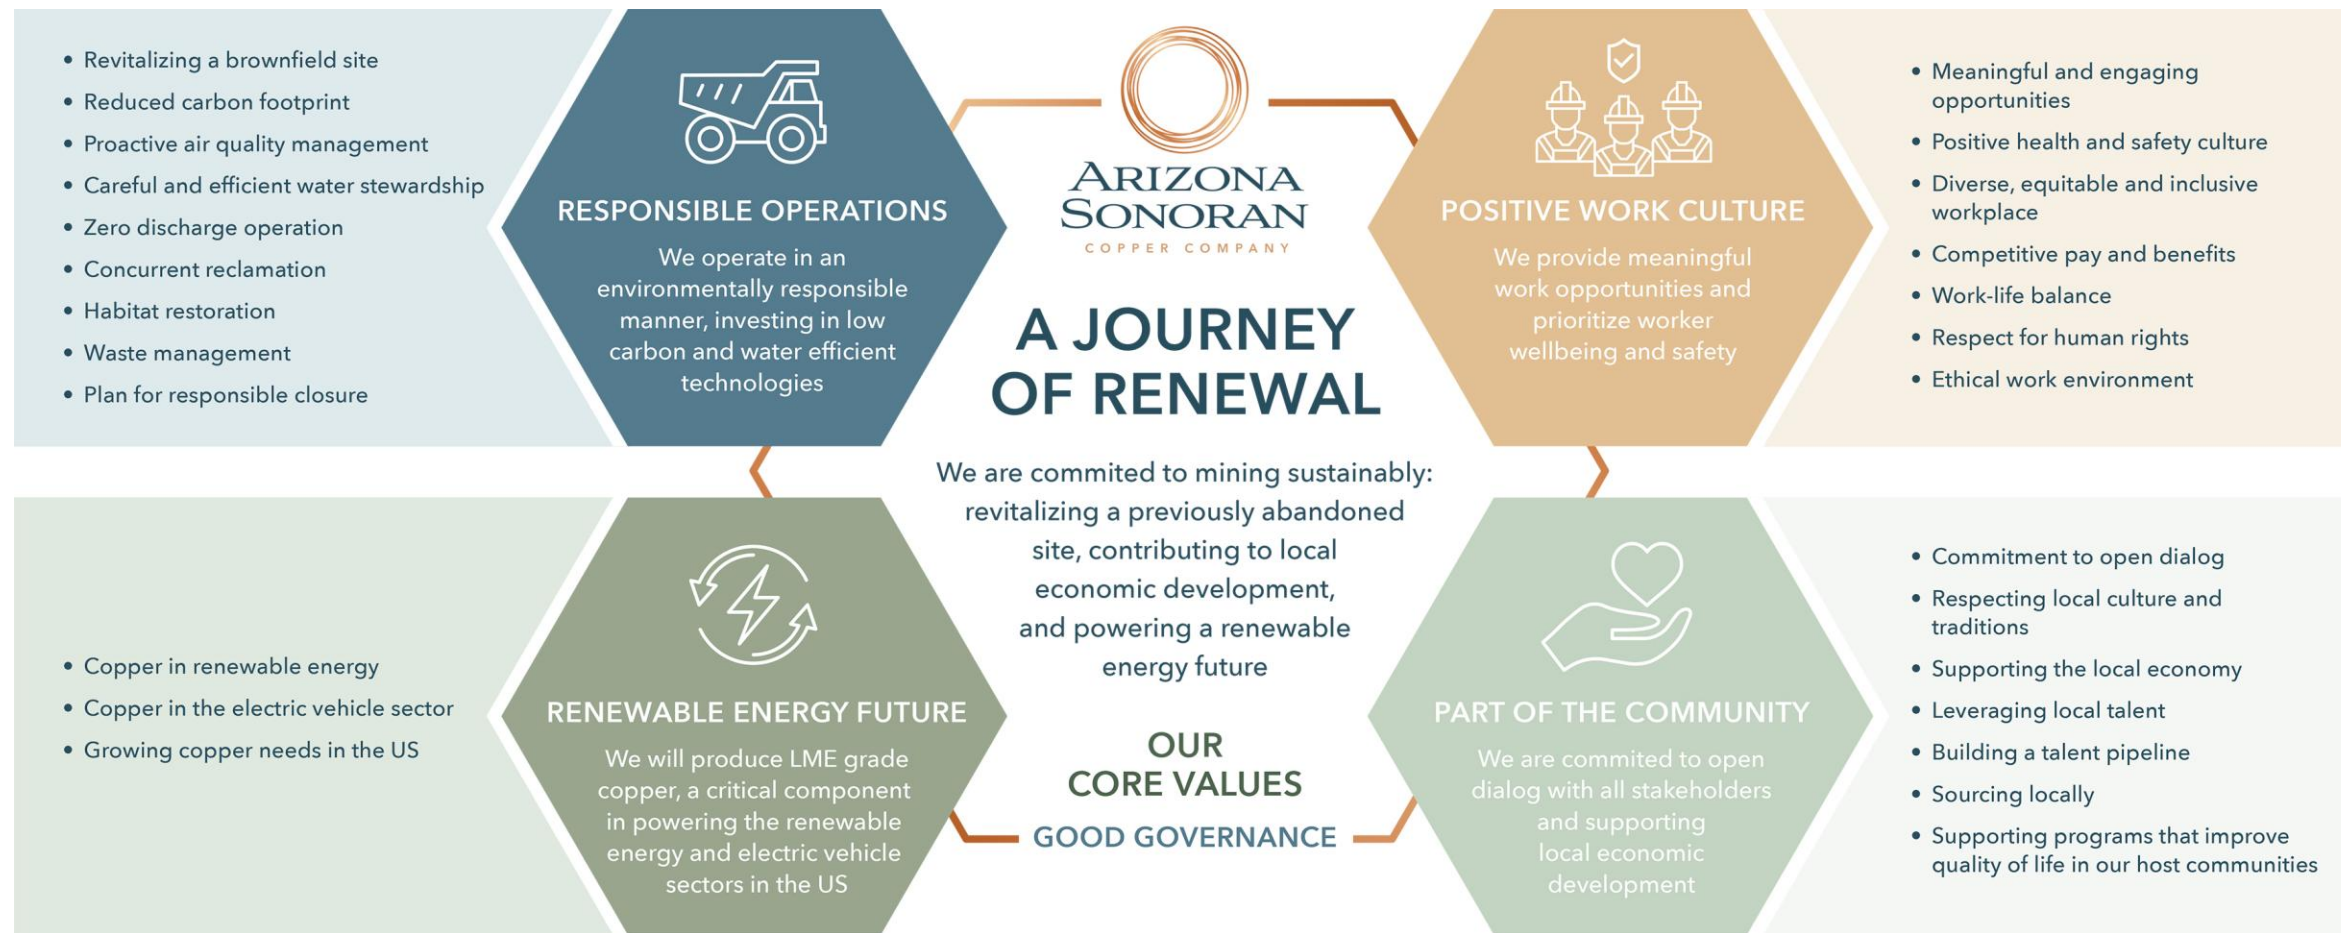 • Revitalizing a brownfield site
• Reduced carbon footprint
• Proactive air quality management
• Careful and efficient water stewardship
• Zero discharge operation
• Concurrent reclamation
• Habitat restoration
• Waste management
• Plan for responsible closure
RESPONSIBLE OPERATIONS
We operate in an
environmentally responsible
manner, investing in low
carbon and water efficient
technologies
ARIZONA
SONORAN
COPPER COMPANY
A JOURNEY
OF RENEWAL
We are commited to mining sustainably:
revitalizing a previously abandoned
site, contributing to local
economic development,
and powering a renewable
energy future
OUR
CORE VALUES
GOOD GOVERNANCE
POSITIVE WORK CULTURE
We provide meaningful
work opportunities and
prioritize worker
wellbeing and safety
• Meaningful and engaging
opportunities
• Positive health and safety culture
• Diverse, equitable and inclusive
workplace
• Competitive pay and benefits
• Work-life balance
• Respect for human rights
• Ethical work environment
• Copper in renewable energy
• Copper in the electric vehicle sector
• Growing copper needs in the US
RENEWABLE ENERGY FUTURE
We will produce LME grade
copper, a critical component
in powering the renewable
energy and electric vehicle
sectors in the US
PART OF THE COMMUNITY
We are commited to open
dialog with all stakeholders
and supporting
local economic
development
• Commitment to open dialog
• Respecting local culture and
traditions
• Supporting the local economy
• Leveraging local talent
• Building a talent pipeline
• Sourcing locally
• Supporting programs that improve
quality of life in our host communities